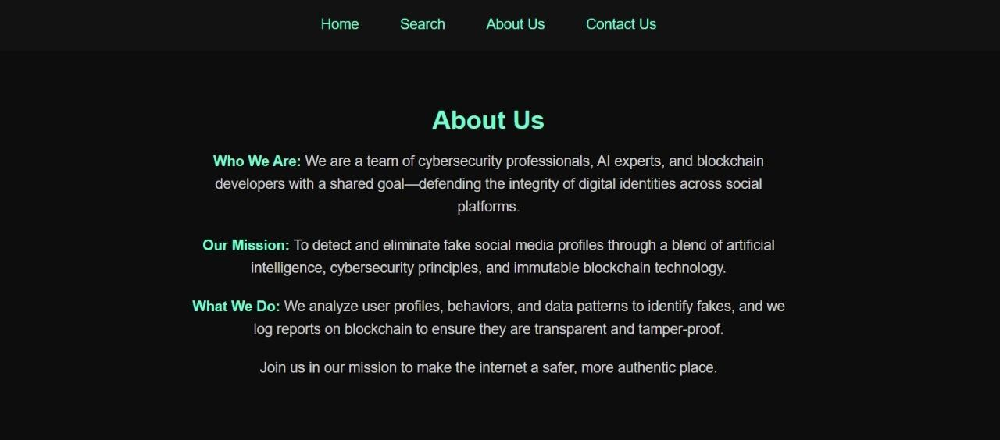 Home Search About Us Contact Us
About Us
Who We Are: We are a team of cybersecurity professionals, AI experts, and blockchain
developers with a shared goal—defending the integrity of digital identities across social
platforms.
Our Mission: To detect and eliminate fake social media profiles through a blend of artificial
intelligence, cybersecurity principles, and immutable blockchain technology.
What We Do: We analyze user profiles, behaviors, and data patterns to identify fakes, and we
log reports on blockchain to ensure they are transparent and tamper-proof.
Join us in our mission to make the internet a safer, more authentic place.